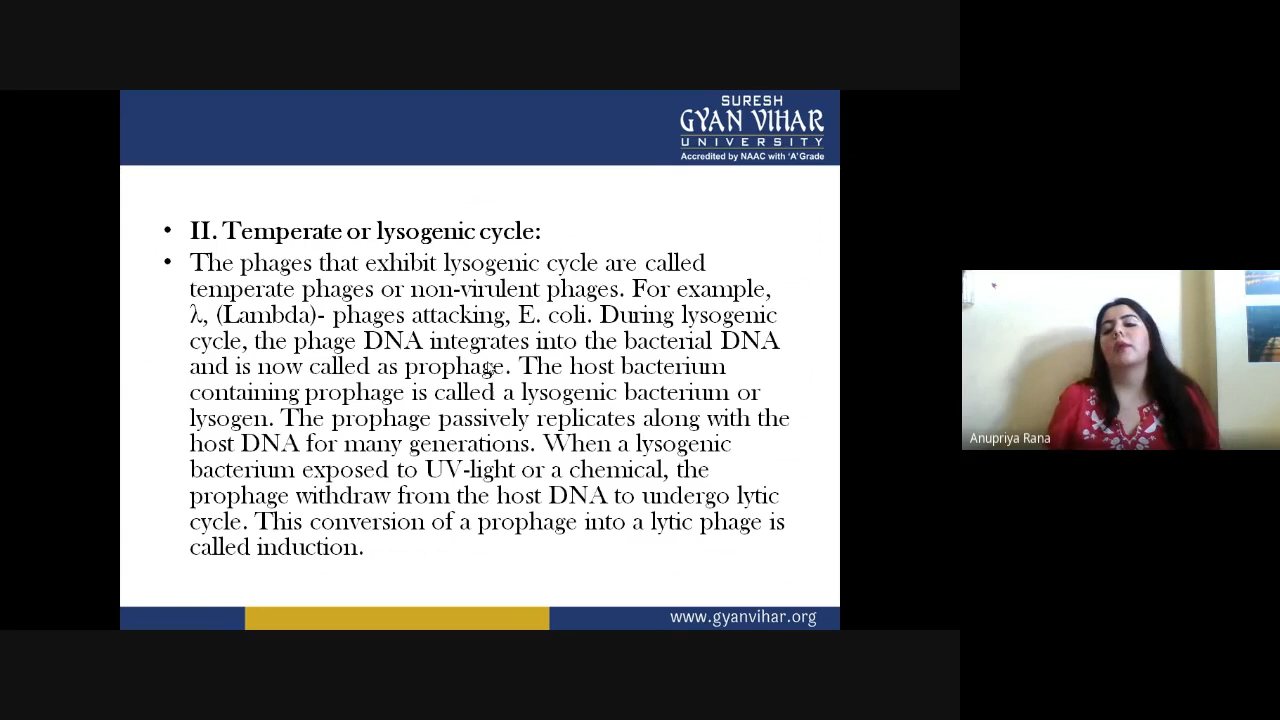 SURESH
GYAN VIHAR
UNIVERSITY
Accredited by NAAC with 'A' Grade
• II. Temperate or lysogenic cycle:
• The phages that exhibit lysogenic cycle are called
temperate phages or non-virulent phages. For example,
λ, (Lambda)- phages attacking, E. coli. During lysogenic
cycle, the phage DNA integrates into the bacterial DNA
and is now called as prophage. The host bacterium
containing prophage is called a lysogenic bacterium or
lysogen. The prophage passively replicates along with the
host DNA for many generations. When a lysogenic
bacterium exposed to UV-light or a chemical, the
prophage withdraw from the host DNA to undergo lytic
cycle. This conversion of a prophage into a lytic phage is
called induction.
www.gyanvihar.org
Anupriya Rana